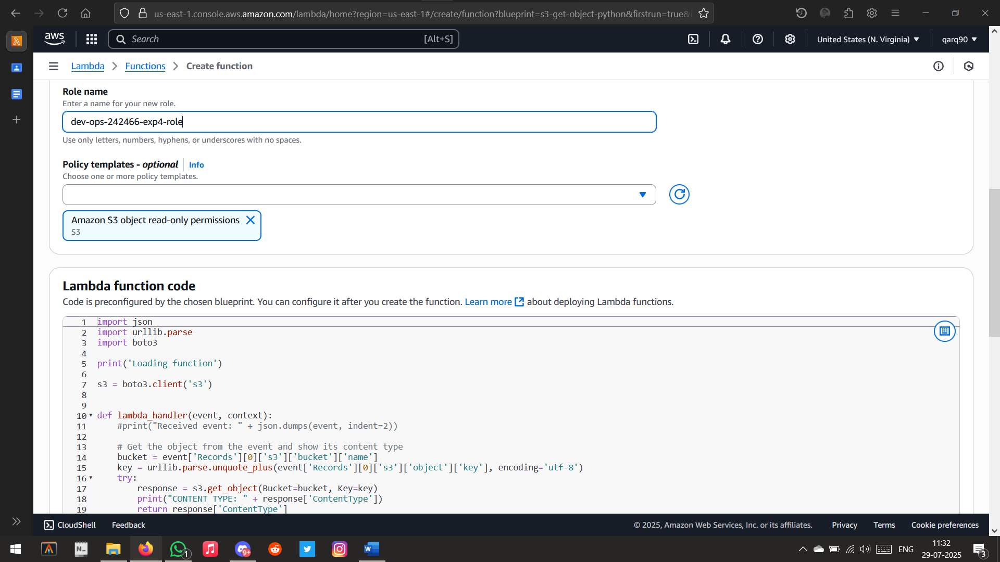 us-east-1.console.aws.amazon.com/lambda/home?region=us-east-1#/create/function?blueprint=s3-get-object-python&firstrun=true&
aws
Search
[Alt+S]
United States (N. Virginia)
qarq90
Lambda
Functions
Create function
Role name
Enter a name for your new role.
dev-ops-242466-exp4-role
Use only letters, numbers, hyphens, or underscores with no spaces.
Policy templates - optional
Info
Choose one or more policy templates.
Amazon S3 object read-only permissions
S3
Lambda function code
Code is preconfigured by the chosen blueprint. You can configure it after you create the function. Learn more about deploying Lambda functions.
1 import json
2 import urllib.parse
3 import boto3
4
5 print('Loading function')
6
7 s3 = boto3.client('s3')
8
9
10 def lambda_handler(event, context):
11 #print("Received event: " + json.dumps(event, indent=2))
12
13 # Get the object from the event and show its content type
14 bucket = event['Records'][0]['s3']['bucket']['name']
15 key = urllib.parse.unquote_plus(event['Records'][0]['s3']['object']['key'], encoding='utf-8')
16 try:
17 response = s3.get_object(Bucket=bucket, Key=key)
18 print("CONTENT TYPE: " + response['ContentType'])
19 return response['ContentType']
CloudShell
Feedback
© 2025, Amazon Web Services, Inc. or its affiliates.
Privacy
Terms
Cookie preferences
N_
1
9+
W
ENG
11:32
29-07-2025
3